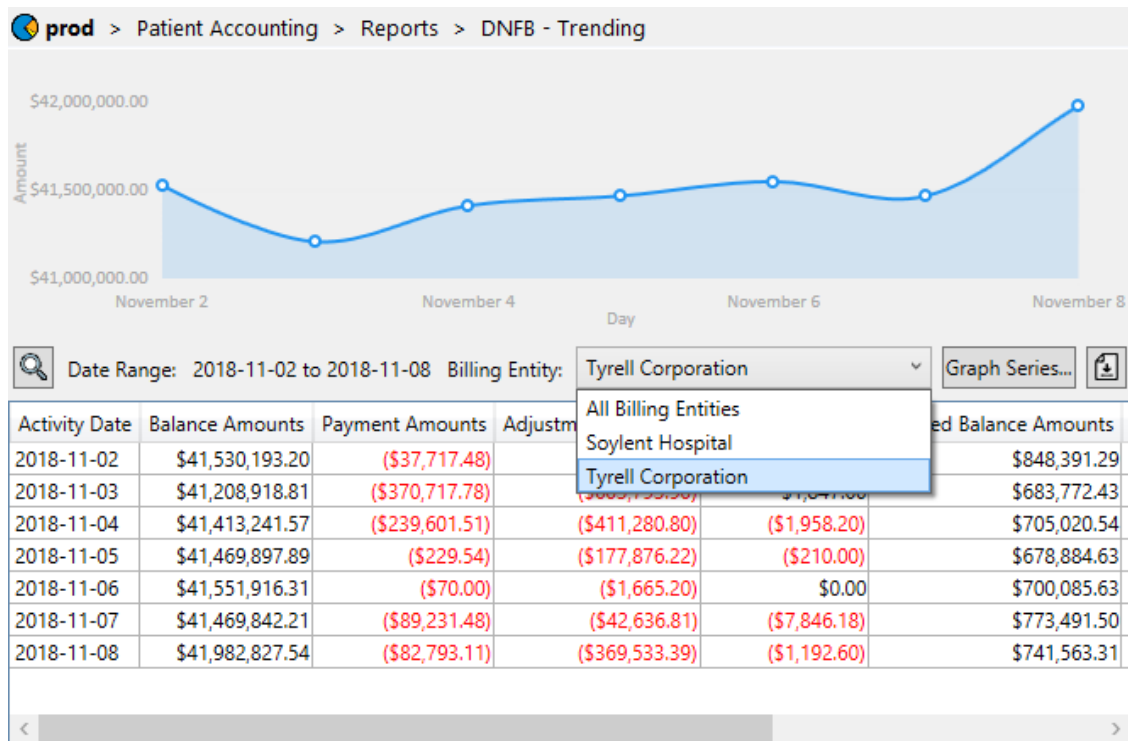 prod > Patient Accounting > Reports > DNFB - Trending
$42,000,000.00
Amount
$41,500,000.00
$41,000,000.00
November 2 November 4 November 6 November 8
Day
Date Range: 2018-11-02 to 2018-11-08 Billing Entity: Tyrell Corporation Graph Series...
All Billing Entities
Soylent Hospital
Tyrell Corporation
Activity Date Balance Amounts Payment Amounts Adjustm ed Balance Amounts
2018-11-02 $41,530,193.20 ($37,717.48) $848,391.29
2018-11-03 $41,208,918.81 ($370,717.78) $683,772.43
2018-11-04 $41,413,241.57 ($239,601.51) ($411,280.80) ($1,958.20) $705,020.54
2018-11-05 $41,469,897.89 ($229.54) ($177,876.22) ($210.00) $678,884.63
2018-11-06 $41,551,916.31 ($70.00) ($1,665.20) $0.00 $700,085.63
2018-11-07 $41,469,842.21 ($89,231.48) ($42,636.81) ($7,846.18) $773,491.50
2018-11-08 $41,982,827.54 ($82,793.11) ($369,533.39) ($1,192.60) $741,563.31